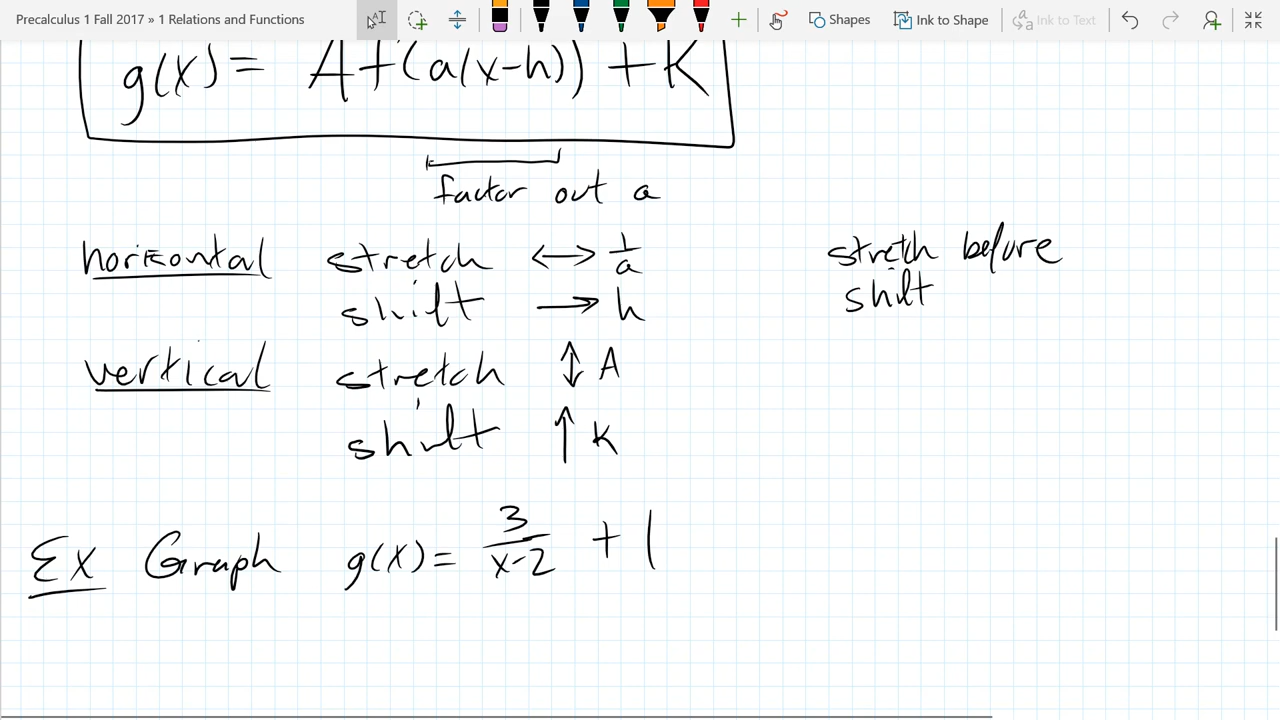 Precalculus 1 Fall 2017 » 1 Relations and Functions
Shapes
Ink to Shape
Ink to Text
g(x) = Af(a(x-h)) + K
factor out a
horizontal stretch ↔ 1/a
shift → h
stretch before
shift
vertical stretch ↕ A
shift ↑ K
Ex Graph g(x) = 3/(x-2) + 1